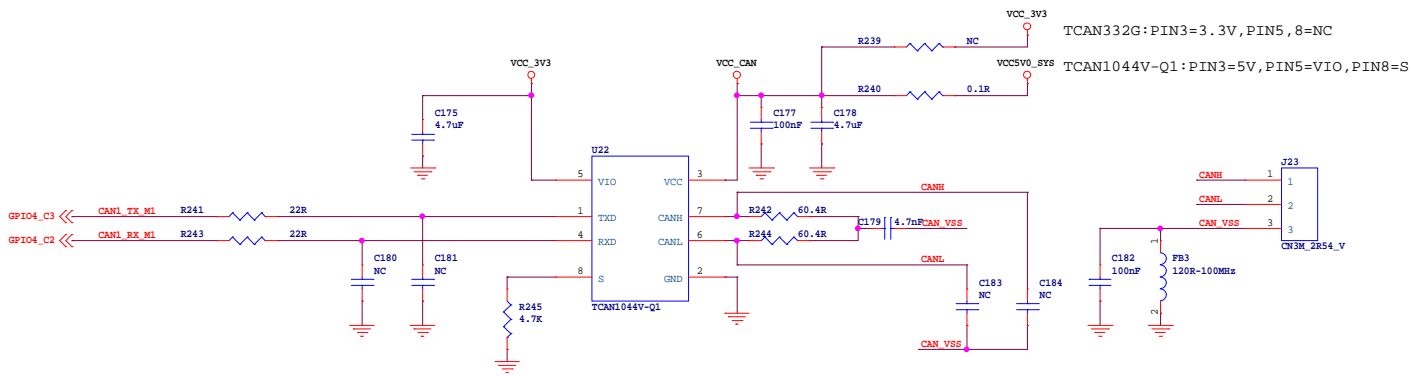 VCC_3V3
TCAN332G:PIN3=3.3V,PIN5,8=NC
R239 NC
VCC_3V3 VCC_CAN VCC5V0_SYS
TCAN1044V-Q1:PIN3=5V,PIN5=VIO,PIN8=S
R240 0.1R
C175
4.7uF
C177
100nF
C178
4.7uF
U22
J23
5 VIO VCC 3
CANH 1 1
CANL 2 2
CAN_VSS 3 3
CN3M_2R54_V
CANH
GPIO4_C3 CAN1_TX_M1 R241 22R 1 TXD CANH 7 R242 60.4R
C179 4.7nF CAN_VSS
GPIO4_C2 CAN1_RX_M1 R243 22R 4 RXD CANL 6 R244 60.4R
CANL
C180
NC
C181
NC
8 S GND 2
TCAN1044V-Q1
R245
4.7K
C183
NC
C184
NC
CAN_VSS
C182
100nF
1
FB3
120R-100MHz
2